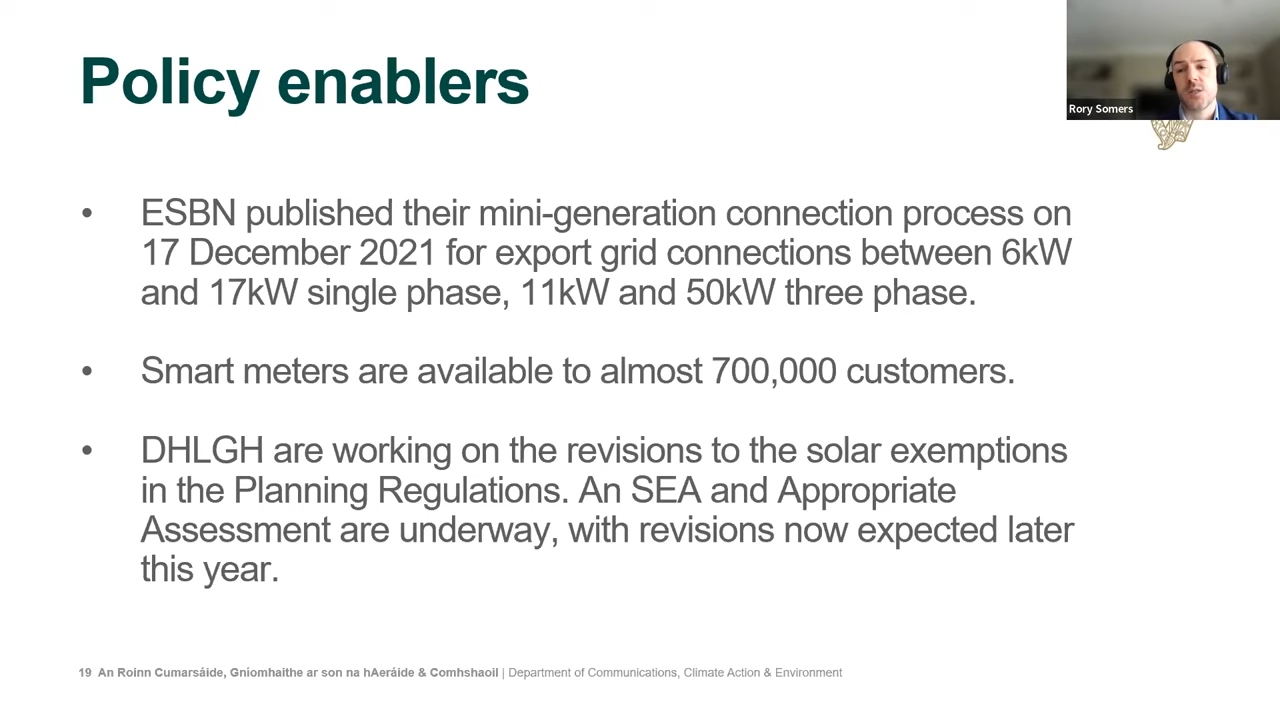 Policy enablers
Rory Somers
• ESBN published their mini-generation connection process on
17 December 2021 for export grid connections between 6kW
and 17kW single phase, 11kW and 50kW three phase.
• Smart meters are available to almost 700,000 customers.
• DHLGH are working on the revisions to the solar exemptions
in the Planning Regulations. An SEA and Appropriate
Assessment are underway, with revisions now expected later
this year.
19 An Roinn Cumarsáide, Gníomhaithe ar son na hAeráide & Comhshaoil | Department of Communications, Climate Action & Environment